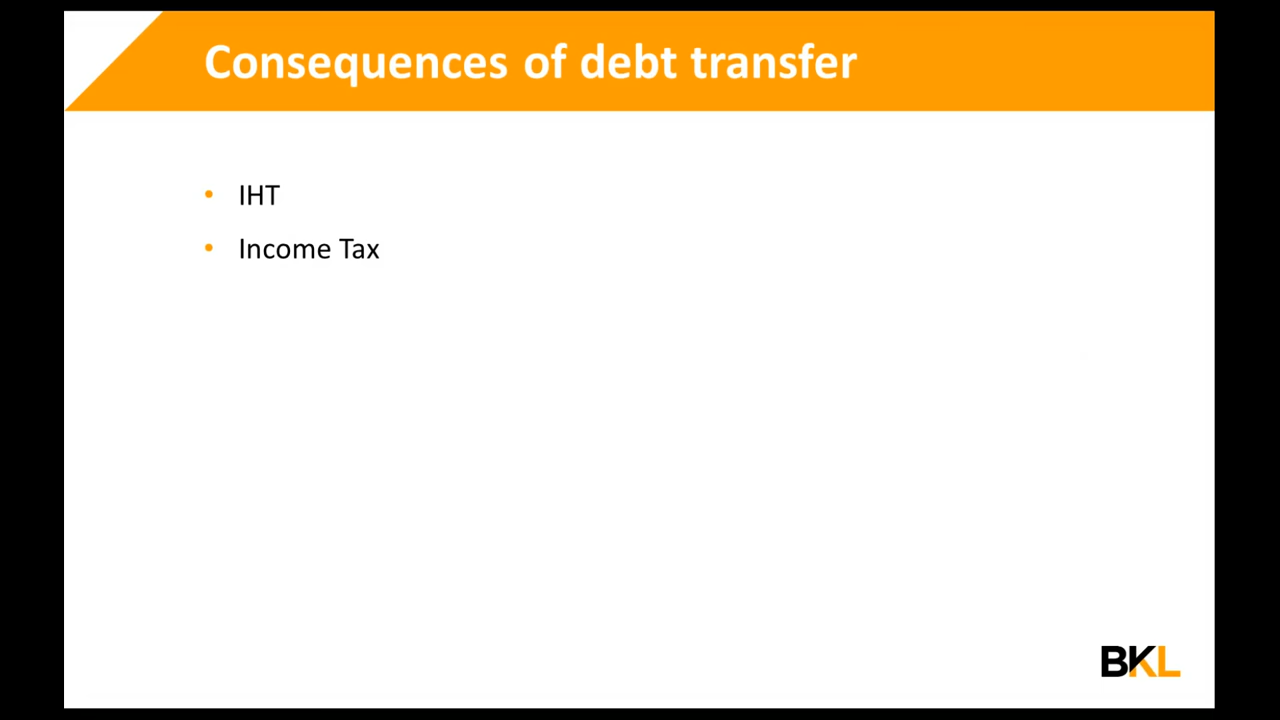 Consequences of debt transfer
• IHT
• Income Tax
BKL